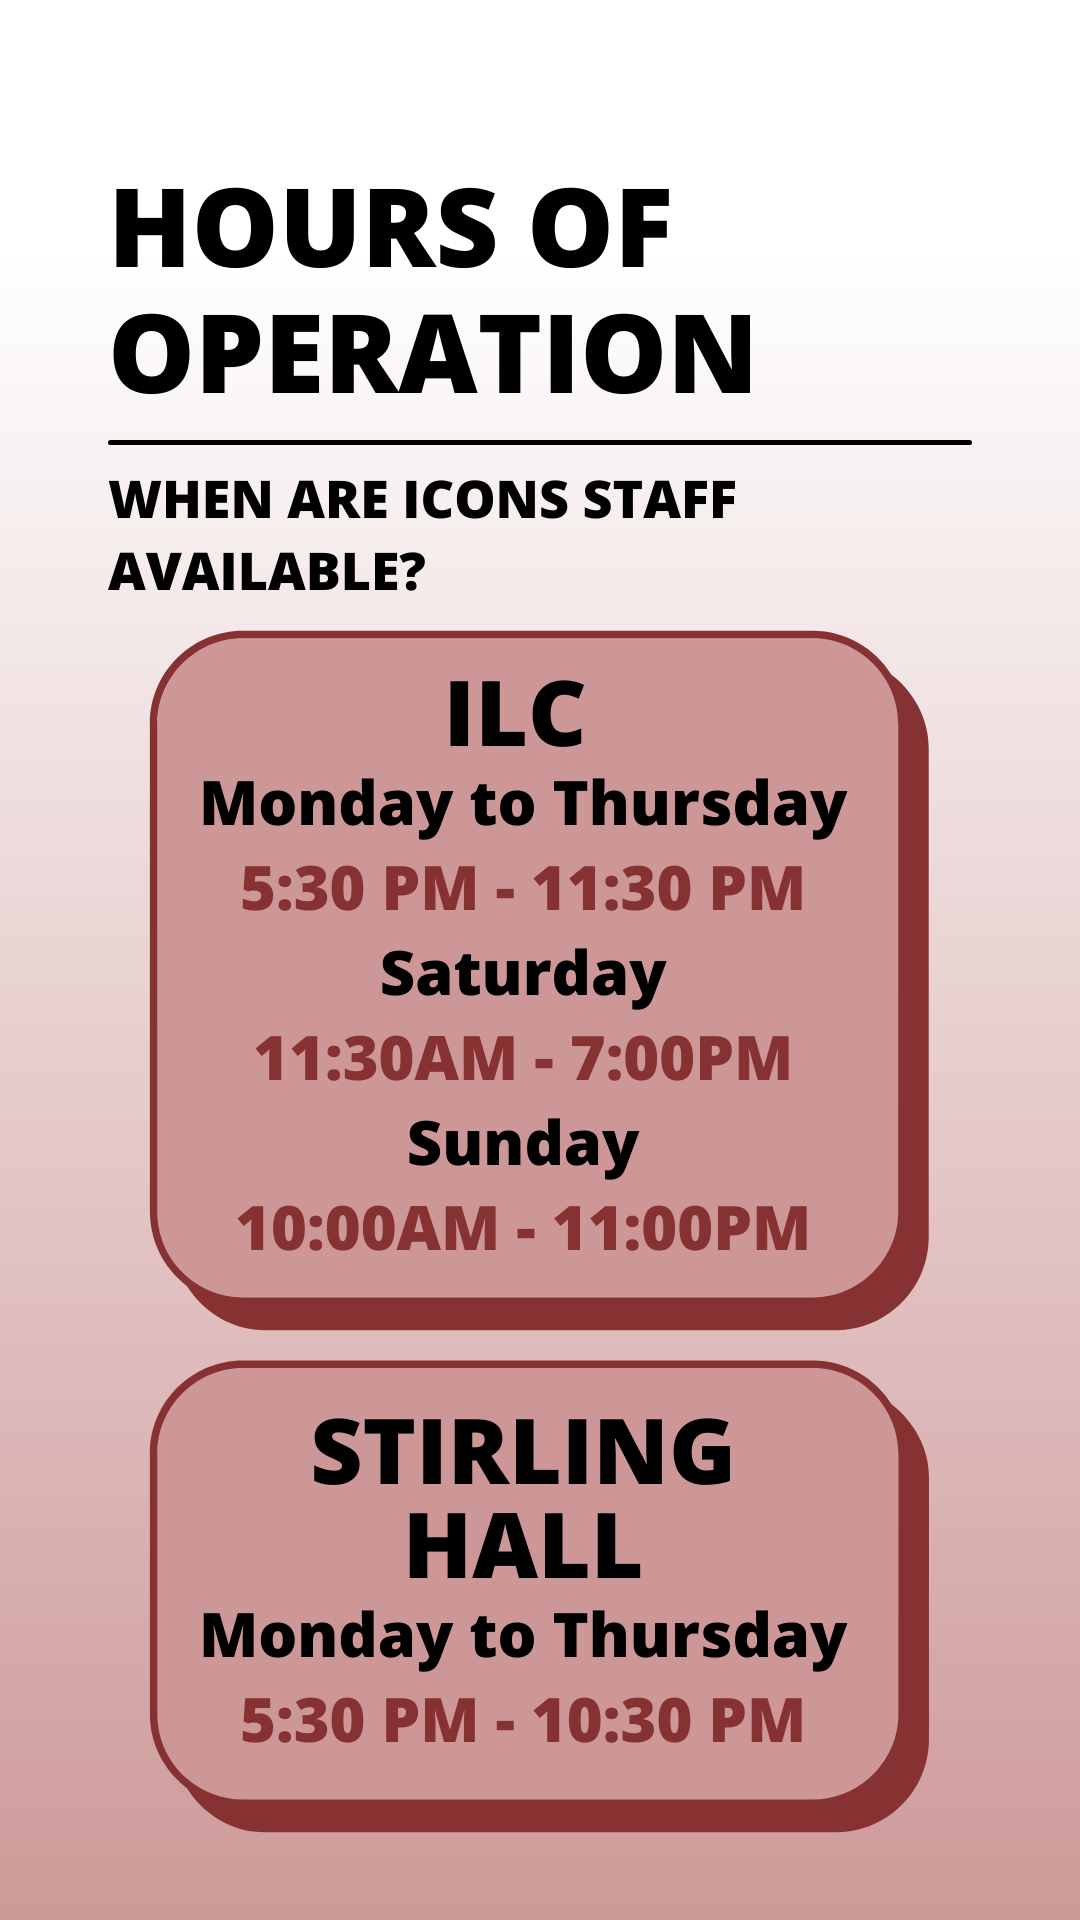 HOURS OF
OPERATION
WHEN ARE ICONS STAFF
AVAILABLE?
ILC
Monday to Thursday
5:30 PM - 11:30 PM
Saturday
11:30AM - 7:00PM
Sunday
10:00AM - 11:00PM
STIRLING
HALL
Monday to Thursday
5:30 PM - 10:30 PM